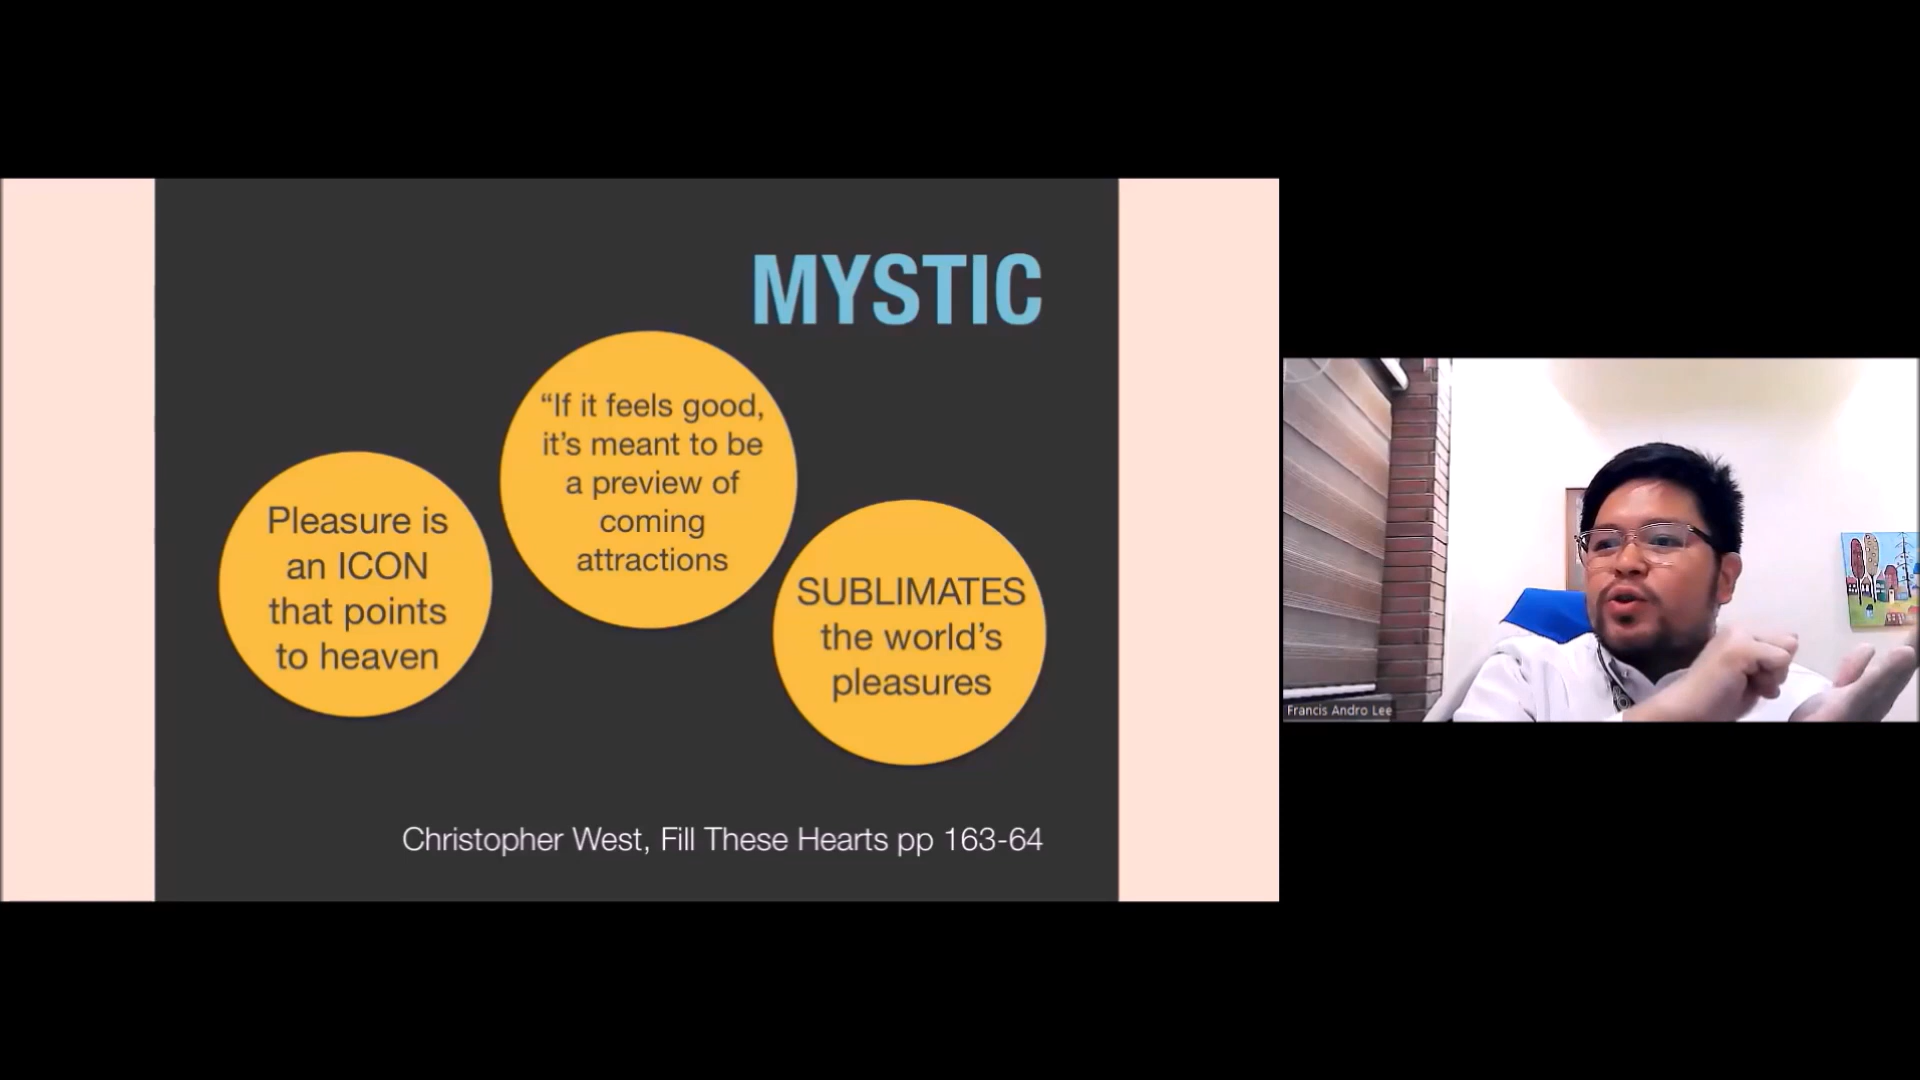 MYSTIC
Pleasure is
an ICON
that points
to heaven
“If it feels good,
it’s meant to be
a preview of
coming
attractions
SUBLIMATES
the world’s
pleasures
Christopher West, Fill These Hearts pp 163-64
Francis Andro Lee